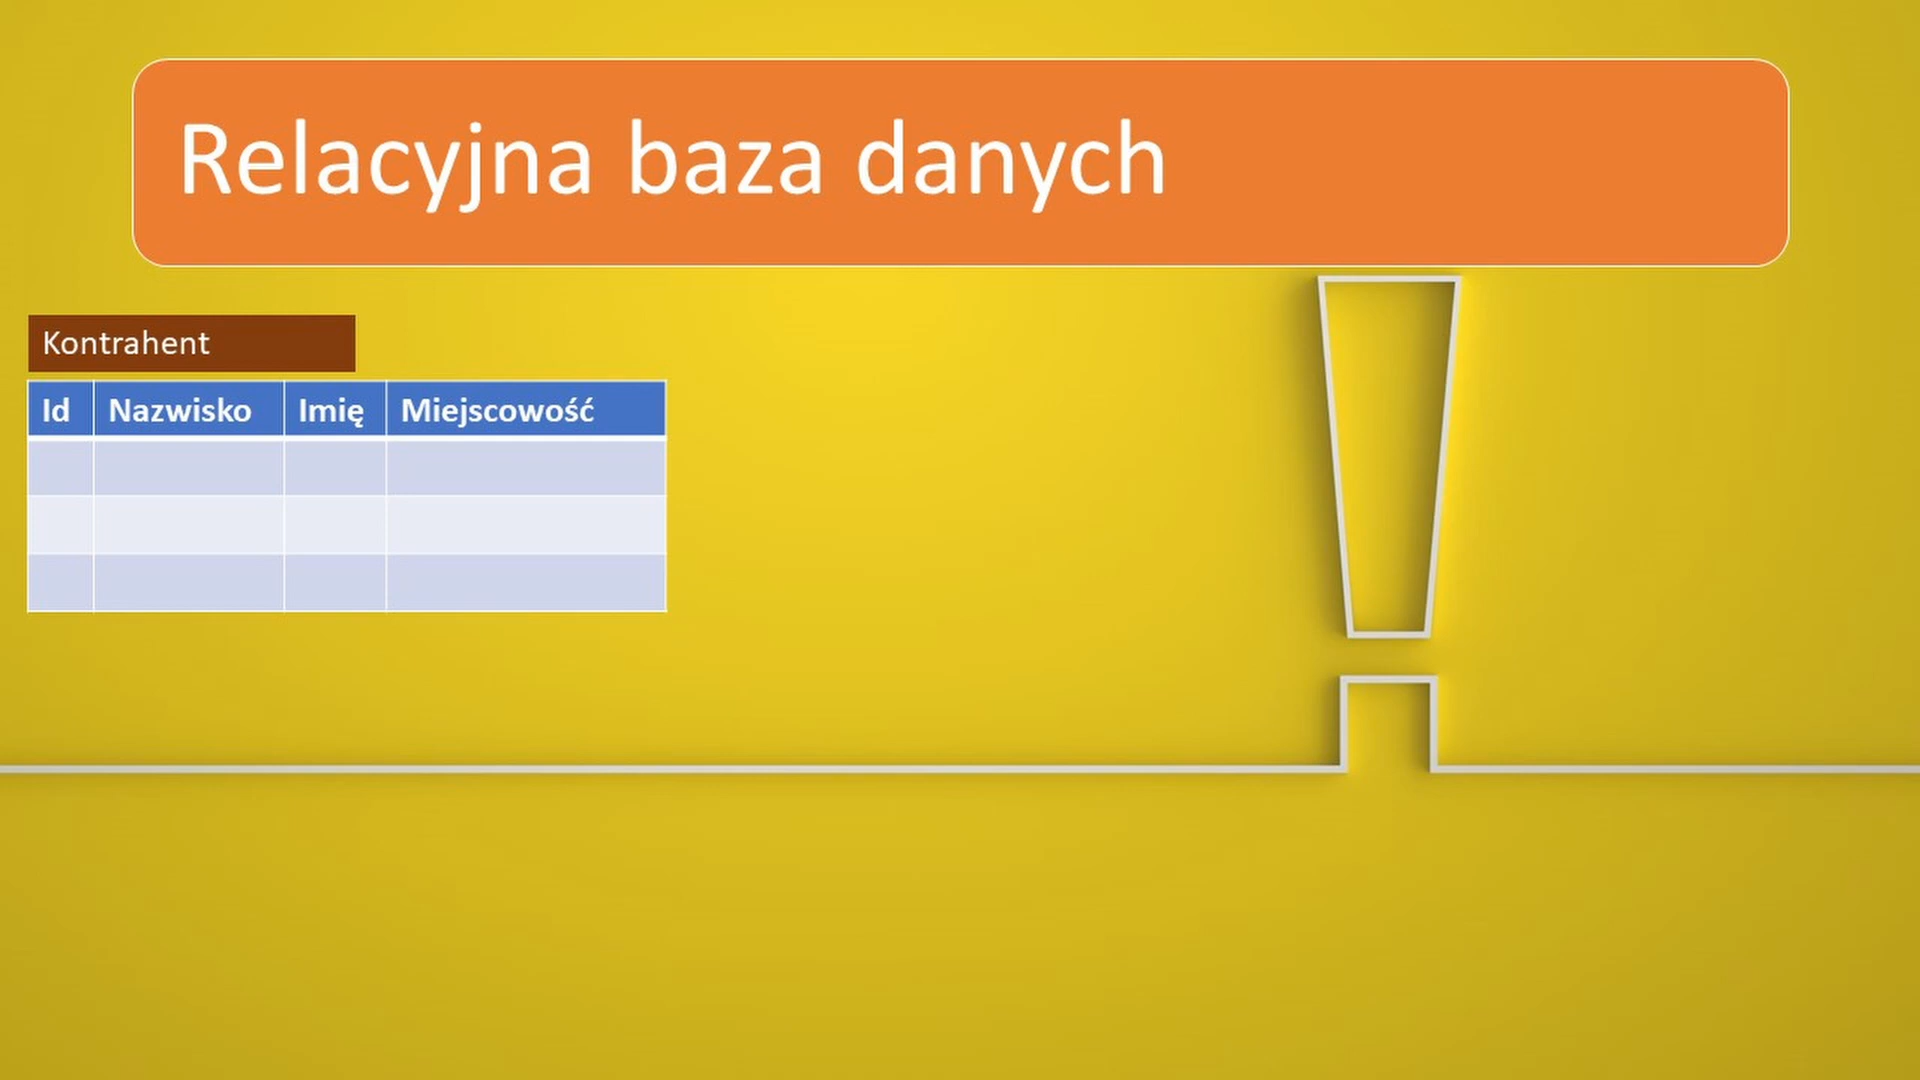 Relacyjna baza danych
Kontrahent
Id Nazwisko Imię Miejscowość